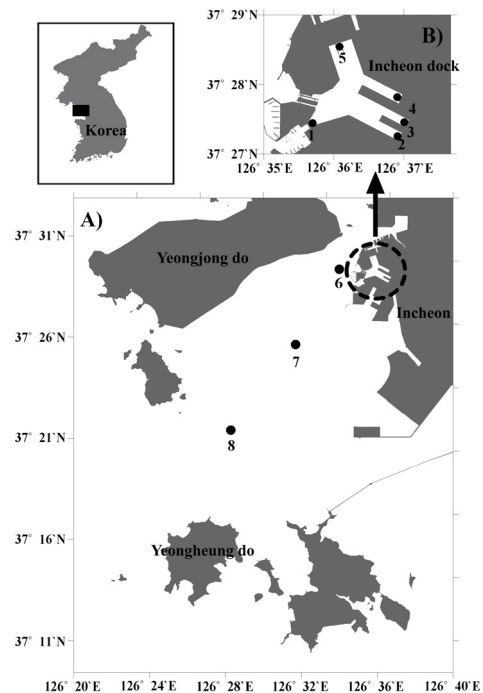 37° 29'N
B)
5
Incheon dock
37° 28'N
4
Korea
1
3
2
37° 27'N
126° 35'E
126° 36'E
126° 37'E
A)
37° 31'N
Yeongjong do
6
Incheon
37° 26'N
7
37° 21'N
8
37° 16'N
Yeongheung do
37° 11'N
126° 20'E
126° 24'E
126° 28'E
126° 32'E
126° 36'E
126° 40'E